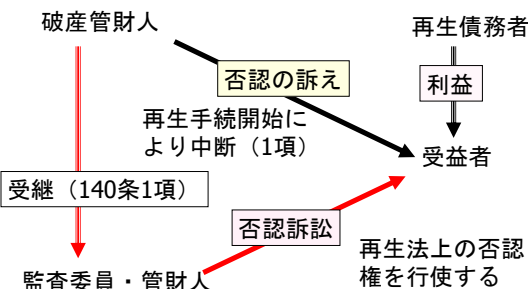 破産管財人
再生債務者
否認の訴え
利益
再生手続開始に
より中断（1項）
受益者
受継（140条1項）
否認訴訟
再生法上の否認
権を行使する
監査委員・管財人